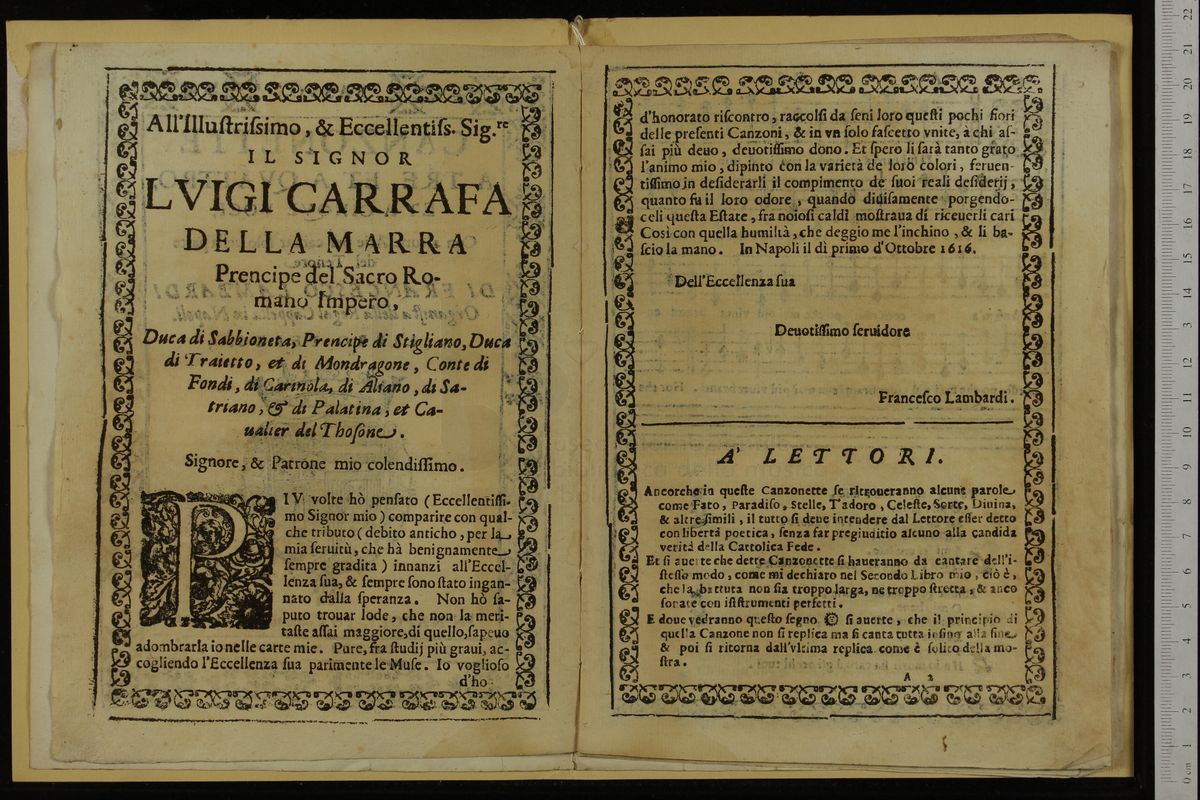 All'Illustrissimo, & Eccellentiss. Sig.re
IL SIGNOR
LVIGI CARRAFA
DELLA MARRA
Prencipe del Sacro Ro-
mano Impero,
Duca di Sabbioneta, Prencipe di Stigliano, Duca
di Traietto, et di Mondragone, Conte di
Fondi, di Carinola, di Aliano, di Sa-
triano, & di Palatina, et Ca-
ualier del Thosone.
Signore, & Patrone mio colendissimo.
PIV volte hò pensato (Eccellentissi-
mo Signor mio) comparire con qual-
che tributo (debito anticho, per la
mia seruitù, che hà benignamente
sempre gradita) innanzi all'Eccel-
lenza sua, & sempre sono stato ingan-
nato dalla speranza. Non hò sa-
puto trouar lode, che non la meri-
taste assai maggiore, di quello, sapeuo
adombrarla io nelle carte mie. Pure, fra studij più graui, ac-
cogliendo l'Eccellenza sua parimente le Muse. Io vogliоso
d'ho-
d'honorato riscontro, raccolsi da seni loro questi pochi fiori
delle presenti Canzoni, & in vn solo fascetto vnite, à chi as-
sai più deuo, deuotissimo dono. Et spero li sarà tanto grato
l'animo mio, dipinto con la varietà de loro colori, feruen-
tissimo in desiderarli il compimento de suoi reali desiderij,
quanto fu il loro odore, quando diuisamente porgendo-
celi questa Estate, fra noiosi caldi mostraua di riceuerli cari
Così con quella humiltà, che deggio me l'inchino, & li ba-
scio la mano. In Napoli il dì primo d'Ottobre 1616.
Dell'Eccellenza sua
Deuotissimo seruidore
Francesco Lambardi.
A' LETTORI.
Ancorche in queste Canzonette se ritroueranno alcune parole
come Fato, Paradiso, Stelle, T'adoro, Celeste, Sorte, Diuina,
& altre simili, il tutto si deue intendere dal Lettore esser detto
con libertà poetica, senza far pregiuditio alcuno alla candida
verità della Cattolica Fede.
Et si auerte che dette Canzonette si haueranno da cantare dell'i-
stesso modo, come mi dechiaro nel Secondo Libro mio, ciò è,
che la battuta non sia troppo larga, ne troppo stretta, & anco
sonate con istrumenti perfetti.
E doue vedranno questo segno si auerte, che il principio di
quella Canzone non si replica ma si canta tutta insino alla fine
& poi si ritorna dall'vltima replica come è solito della mo-
stra.
A 2